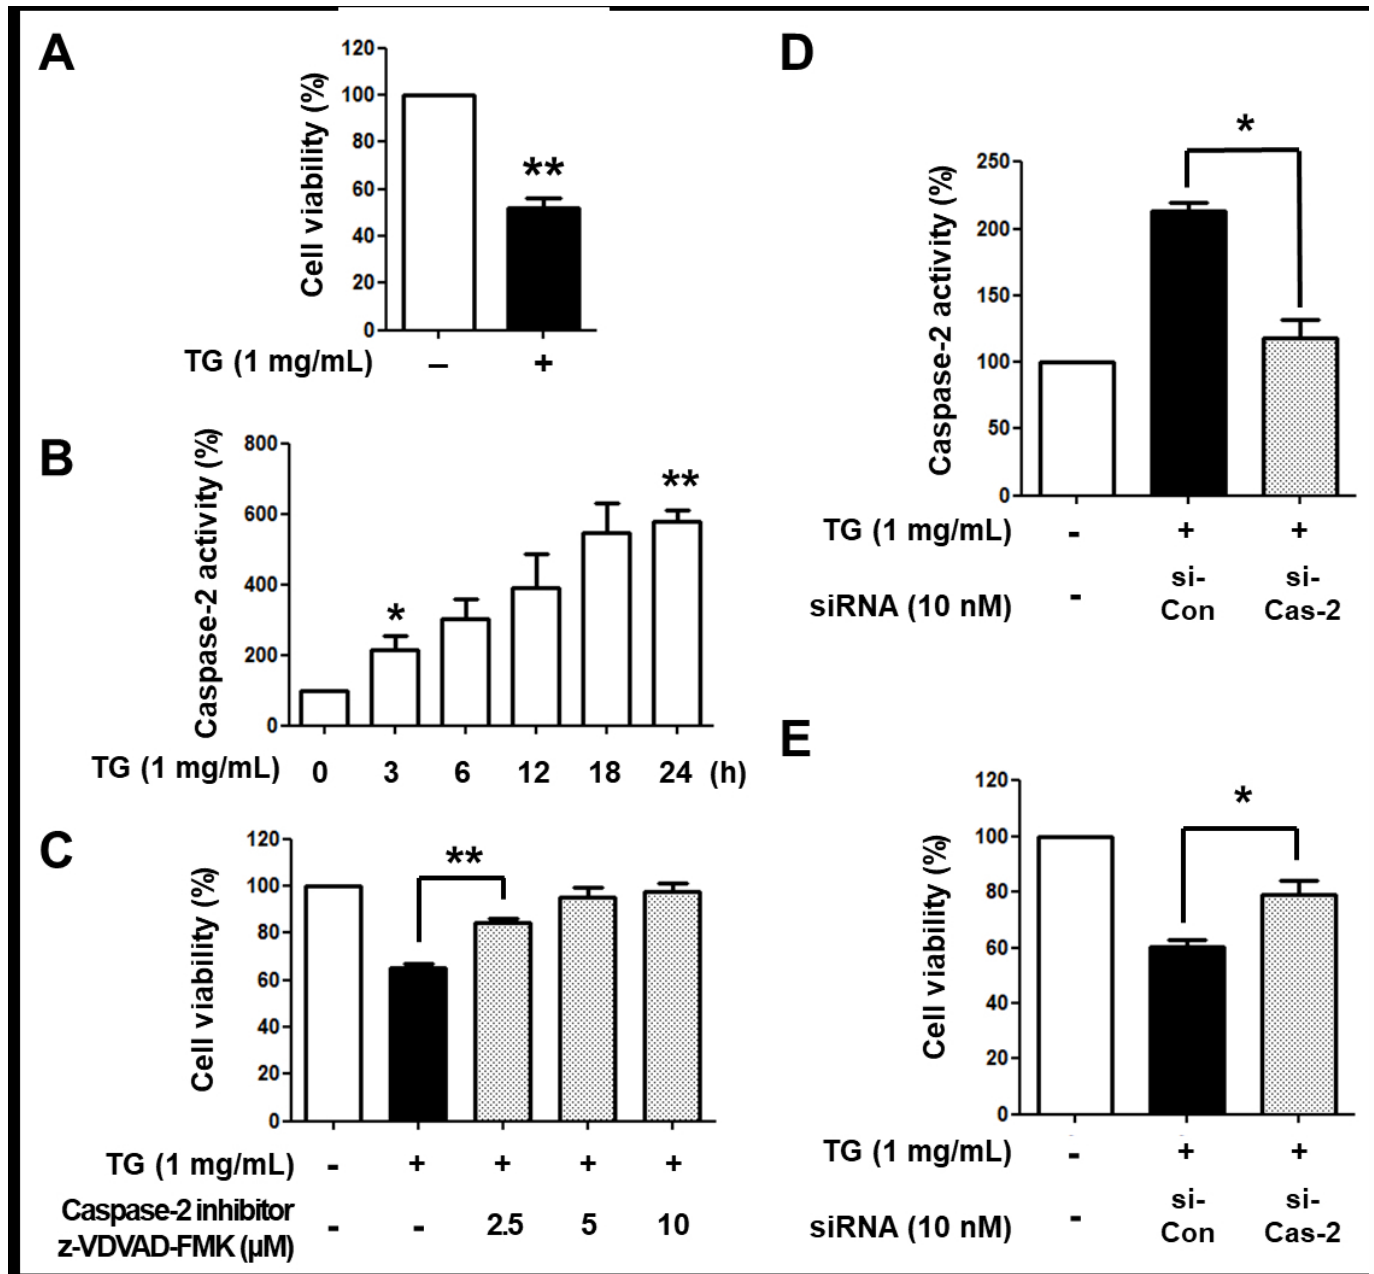 A
120
100
80
60
40
20
0
Cell viability (%)
**
TG (1 mg/mL) – +
B
800
600
400
200
0
Caspase-2 activity (%)
*
**
TG (1 mg/mL) 0 3 6 12 18 24 (h)
C
120
100
80
60
40
20
0
Cell viability (%)
**
TG (1 mg/mL) - + + + +
Caspase-2 inhibitor
z-VDVAD-FMK (µM) - - 2.5 5 10
D
250
200
150
100
50
0
Caspase-2 activity (%)
*
TG (1 mg/mL) - + +
siRNA (10 nM) - si- si-
Con Cas-2
E
120
100
80
60
40
20
0
Cell viability (%)
*
TG (1 mg/mL) - + +
siRNA (10 nM) - si- si-
Con Cas-2